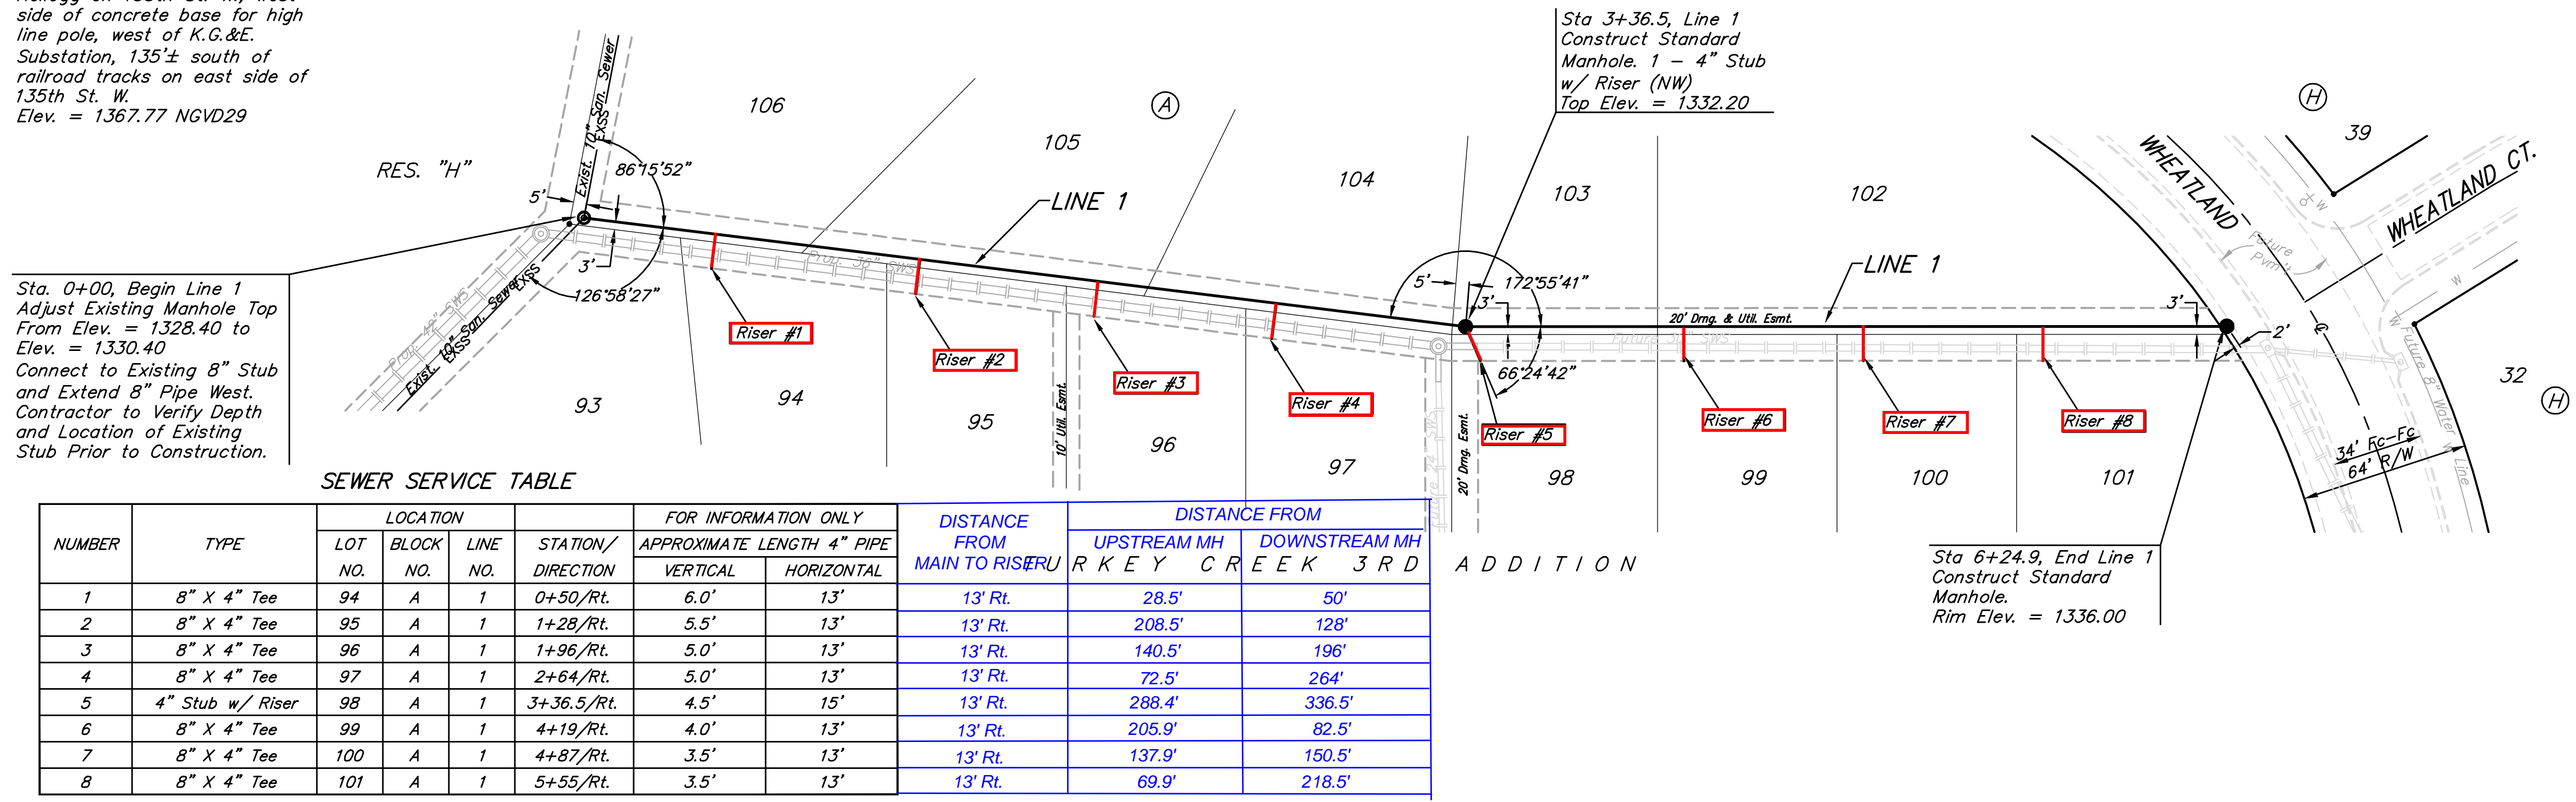 side of concrete base for high
line pole, west of K.G.&E.
Substation, 135'± south of
railroad tracks on east side of
135th St. W.
Elev. = 1367.77 NGVD29
Sta 3+36.5, Line 1
Construct Standard
Manhole. 1 - 4" Stub
w/ Riser (NW)
Top Elev. = 1332.20
RES. "H"
Exist. 10" San. Sewer
EXSS
106
105
A
104
103
102
H
39
WHEATLAND
WHEATLAND CT.
86°15'52"
5'
3'
126°58'27"
LINE 1
Prop. 36" SWS
Prop. 42" SWS
Exist. 10" San. Sewer
EXSS
EXSS
5'
3'
172°55'41"
LINE 1
20' Drng. & Util. Esmt.
Future 36" SWS
3'
2'
Future
Pvm't
W
W
W
W
Future 8" Water Line
66°24'42"
Riser #1
Riser #2
Riser #3
Riser #4
Riser #5
Riser #6
Riser #7
Riser #8
93
94
95
10' Util. Esmt.
96
97
Future 24" SWS
20' Drng. Esmt.
98
99
100
101
32
H
34' Fc-Fc
64' R/W
Sta. 0+00, Begin Line 1
Adjust Existing Manhole Top
From Elev. = 1328.40 to
Elev. = 1330.40
Connect to Existing 8" Stub
and Extend 8" Pipe West.
Contractor to Verify Depth
and Location of Existing
Stub Prior to Construction.
Sta 6+24.9, End Line 1
Construct Standard
Manhole.
Rim Elev. = 1336.00
TURKEY CREEK 3RD ADDITION
SEWER SERVICE TABLE
NUMBER TYPE LOCATION STATION/ DIRECTION FOR INFORMATION ONLY DISTANCE FROM MAIN TO RISER DISTANCE FROM
LOT NO. BLOCK NO. LINE NO. APPROXIMATE LENGTH 4" PIPE UPSTREAM MH DOWNSTREAM MH
VERTICAL HORIZONTAL
1 8" X 4" Tee 94 A 1 0+50/Rt. 6.0' 13' 13' Rt. 28.5' 50'
2 8" X 4" Tee 95 A 1 1+28/Rt. 5.5' 13' 13' Rt. 208.5' 128'
3 8" X 4" Tee 96 A 1 1+96/Rt. 5.0' 13' 13' Rt. 140.5' 196'
4 8" X 4" Tee 97 A 1 2+64/Rt. 5.0' 13' 13' Rt. 72.5' 264'
5 4" Stub w/ Riser 98 A 1 3+36.5/Rt. 4.5' 15' 13' Rt. 288.4' 336.5'
6 8" X 4" Tee 99 A 1 4+19/Rt. 4.0' 13' 13' Rt. 205.9' 82.5'
7 8" X 4" Tee 100 A 1 4+87/Rt. 3.5' 13' 13' Rt. 137.9' 150.5'
8 8" X 4" Tee 101 A 1 5+55/Rt. 3.5' 13' 13' Rt. 69.9' 218.5'